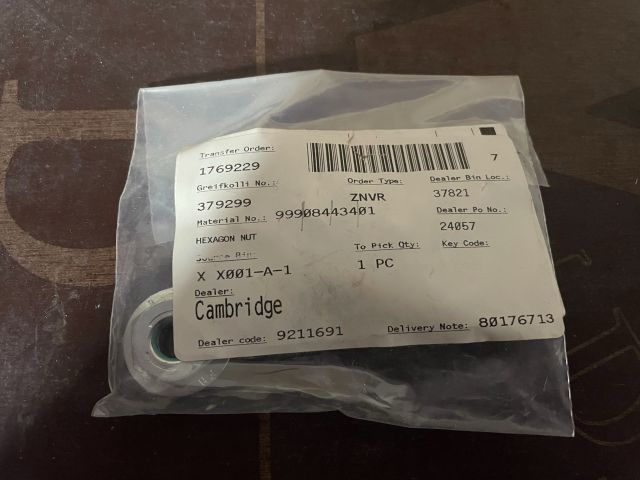 Transfer Order:
1769229
7
Greifkolli No.:
379299
Order Type:
ZNVR
Dealer Bin Loc.:
37821
Material No.: 99908443401
Dealer Po No.:
24057
HEXAGON NUT
Source Bin:
X X001-A-1
To Pick Qty:
1 PC
Key Code:
Dealer:
Cambridge
Dealer code: 9211691
Delivery Note: 80176713